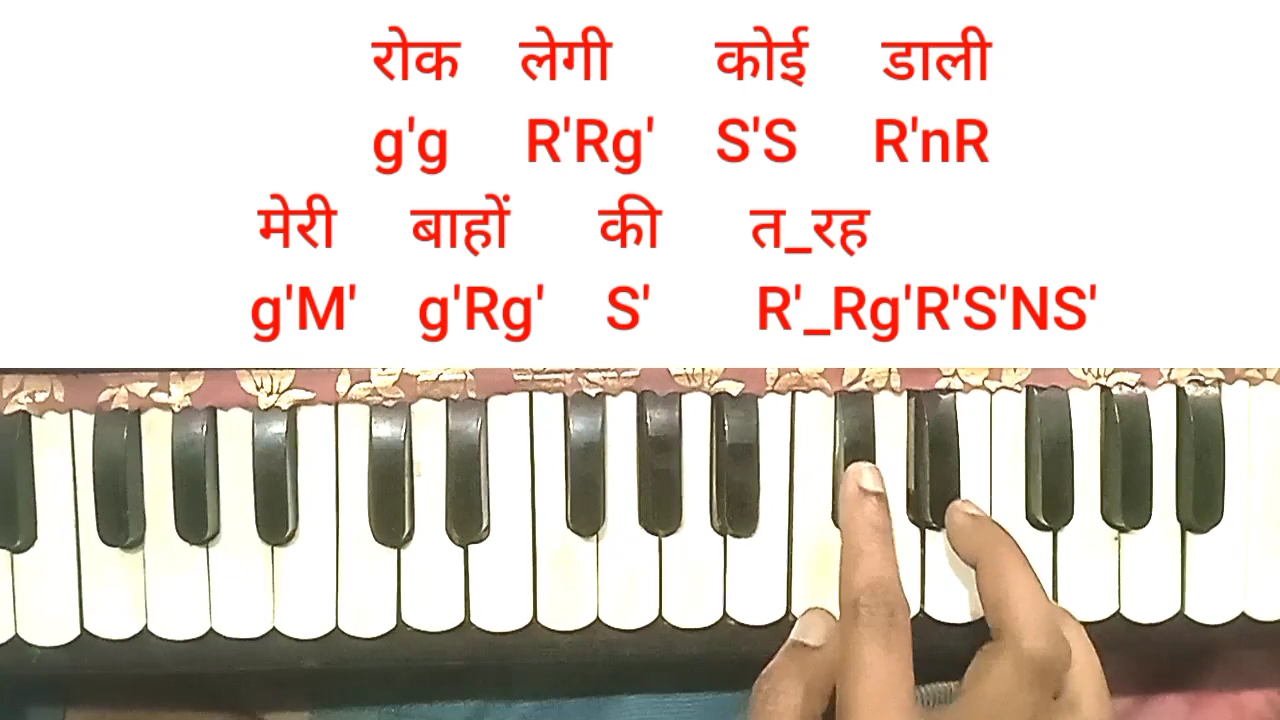 रोक लेगी कोई डाली
g'g R'Rg' S'S R'nR
मेरी बाहों की त_रह
g'M' g'Rg' S' R'_Rg'R'S'NS'